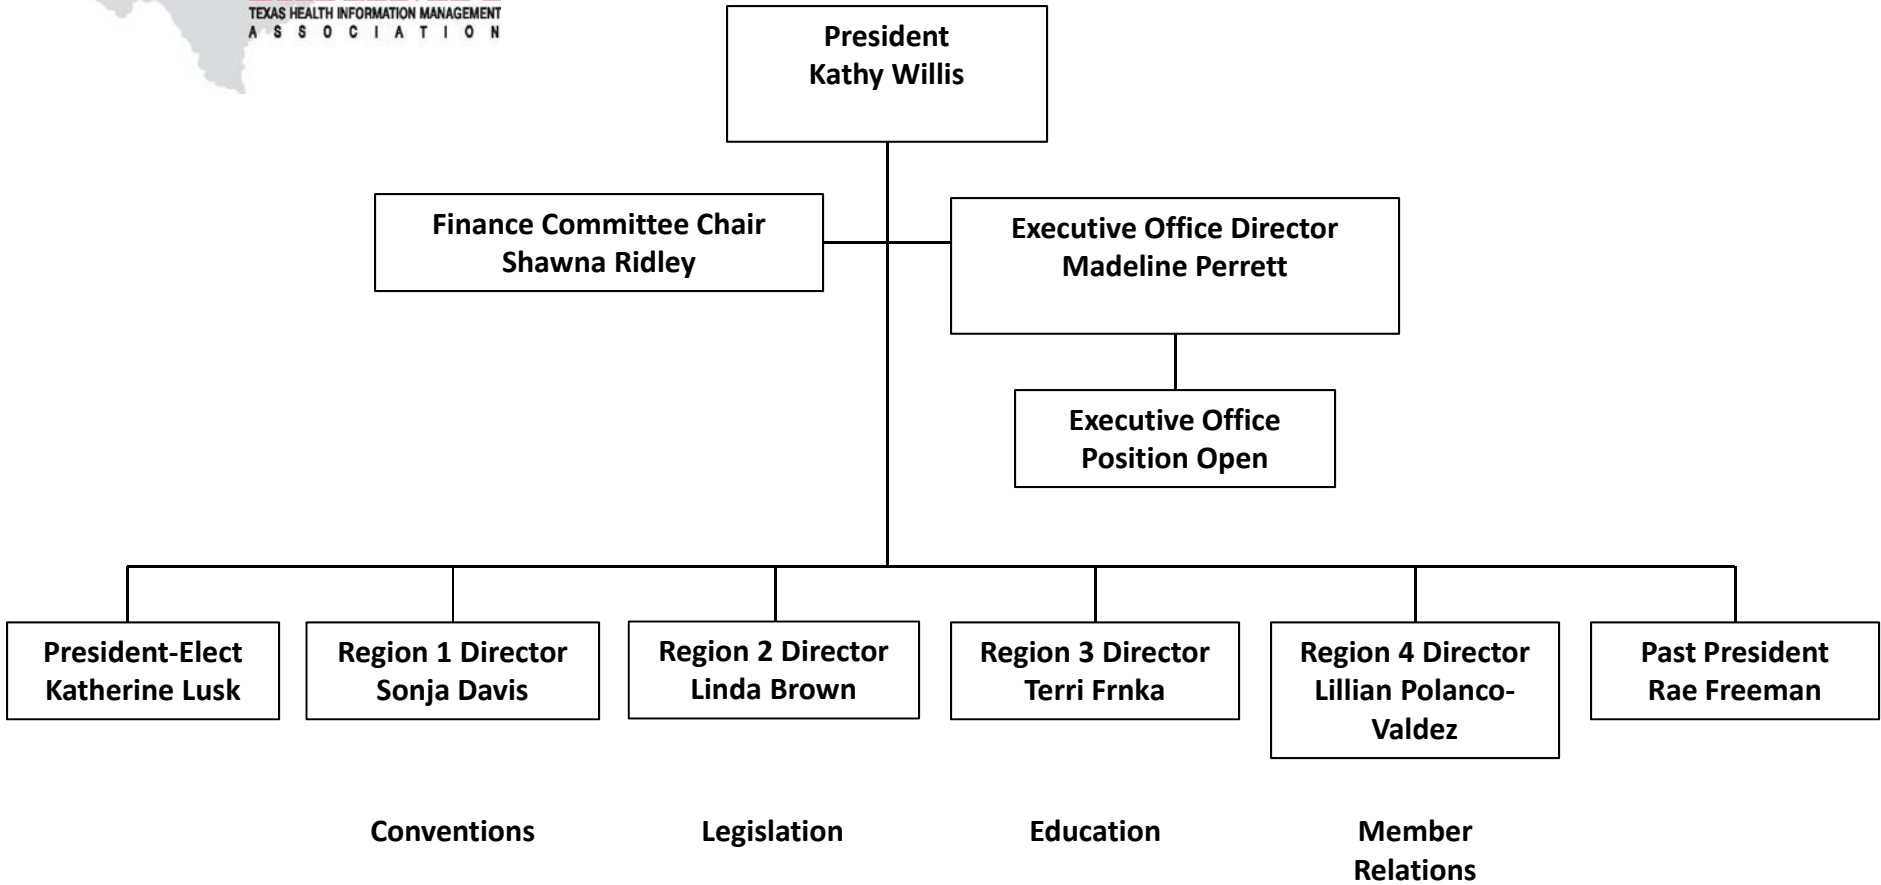 TEXAS HEALTH INFORMATION MANAGEMENT
ASSOCIATION
President
Kathy Willis
Finance Committee Chair
Shawna Ridley
Executive Office Director
Madeline Perrett
Executive Office
Position Open
President-Elect
Katherine Lusk
Region 1 Director
Sonja Davis
Region 2 Director
Linda Brown
Region 3 Director
Terri Frnka
Region 4 Director
Lillian Polanco-
Valdez
Past President
Rae Freeman
Conventions
Legislation
Education
Member
Relations